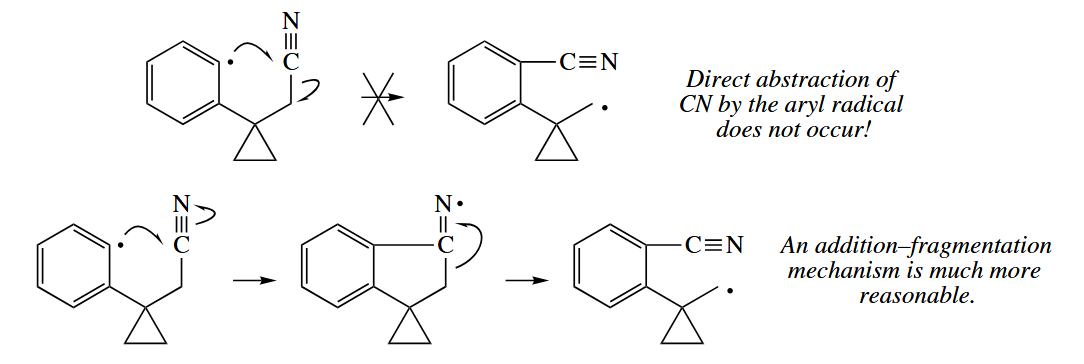 N
C
C≡N
Direct abstraction of
CN by the aryl radical
does not occur!
N
C
N
C
C≡N
An addition–fragmentation
mechanism is much more
reasonable.